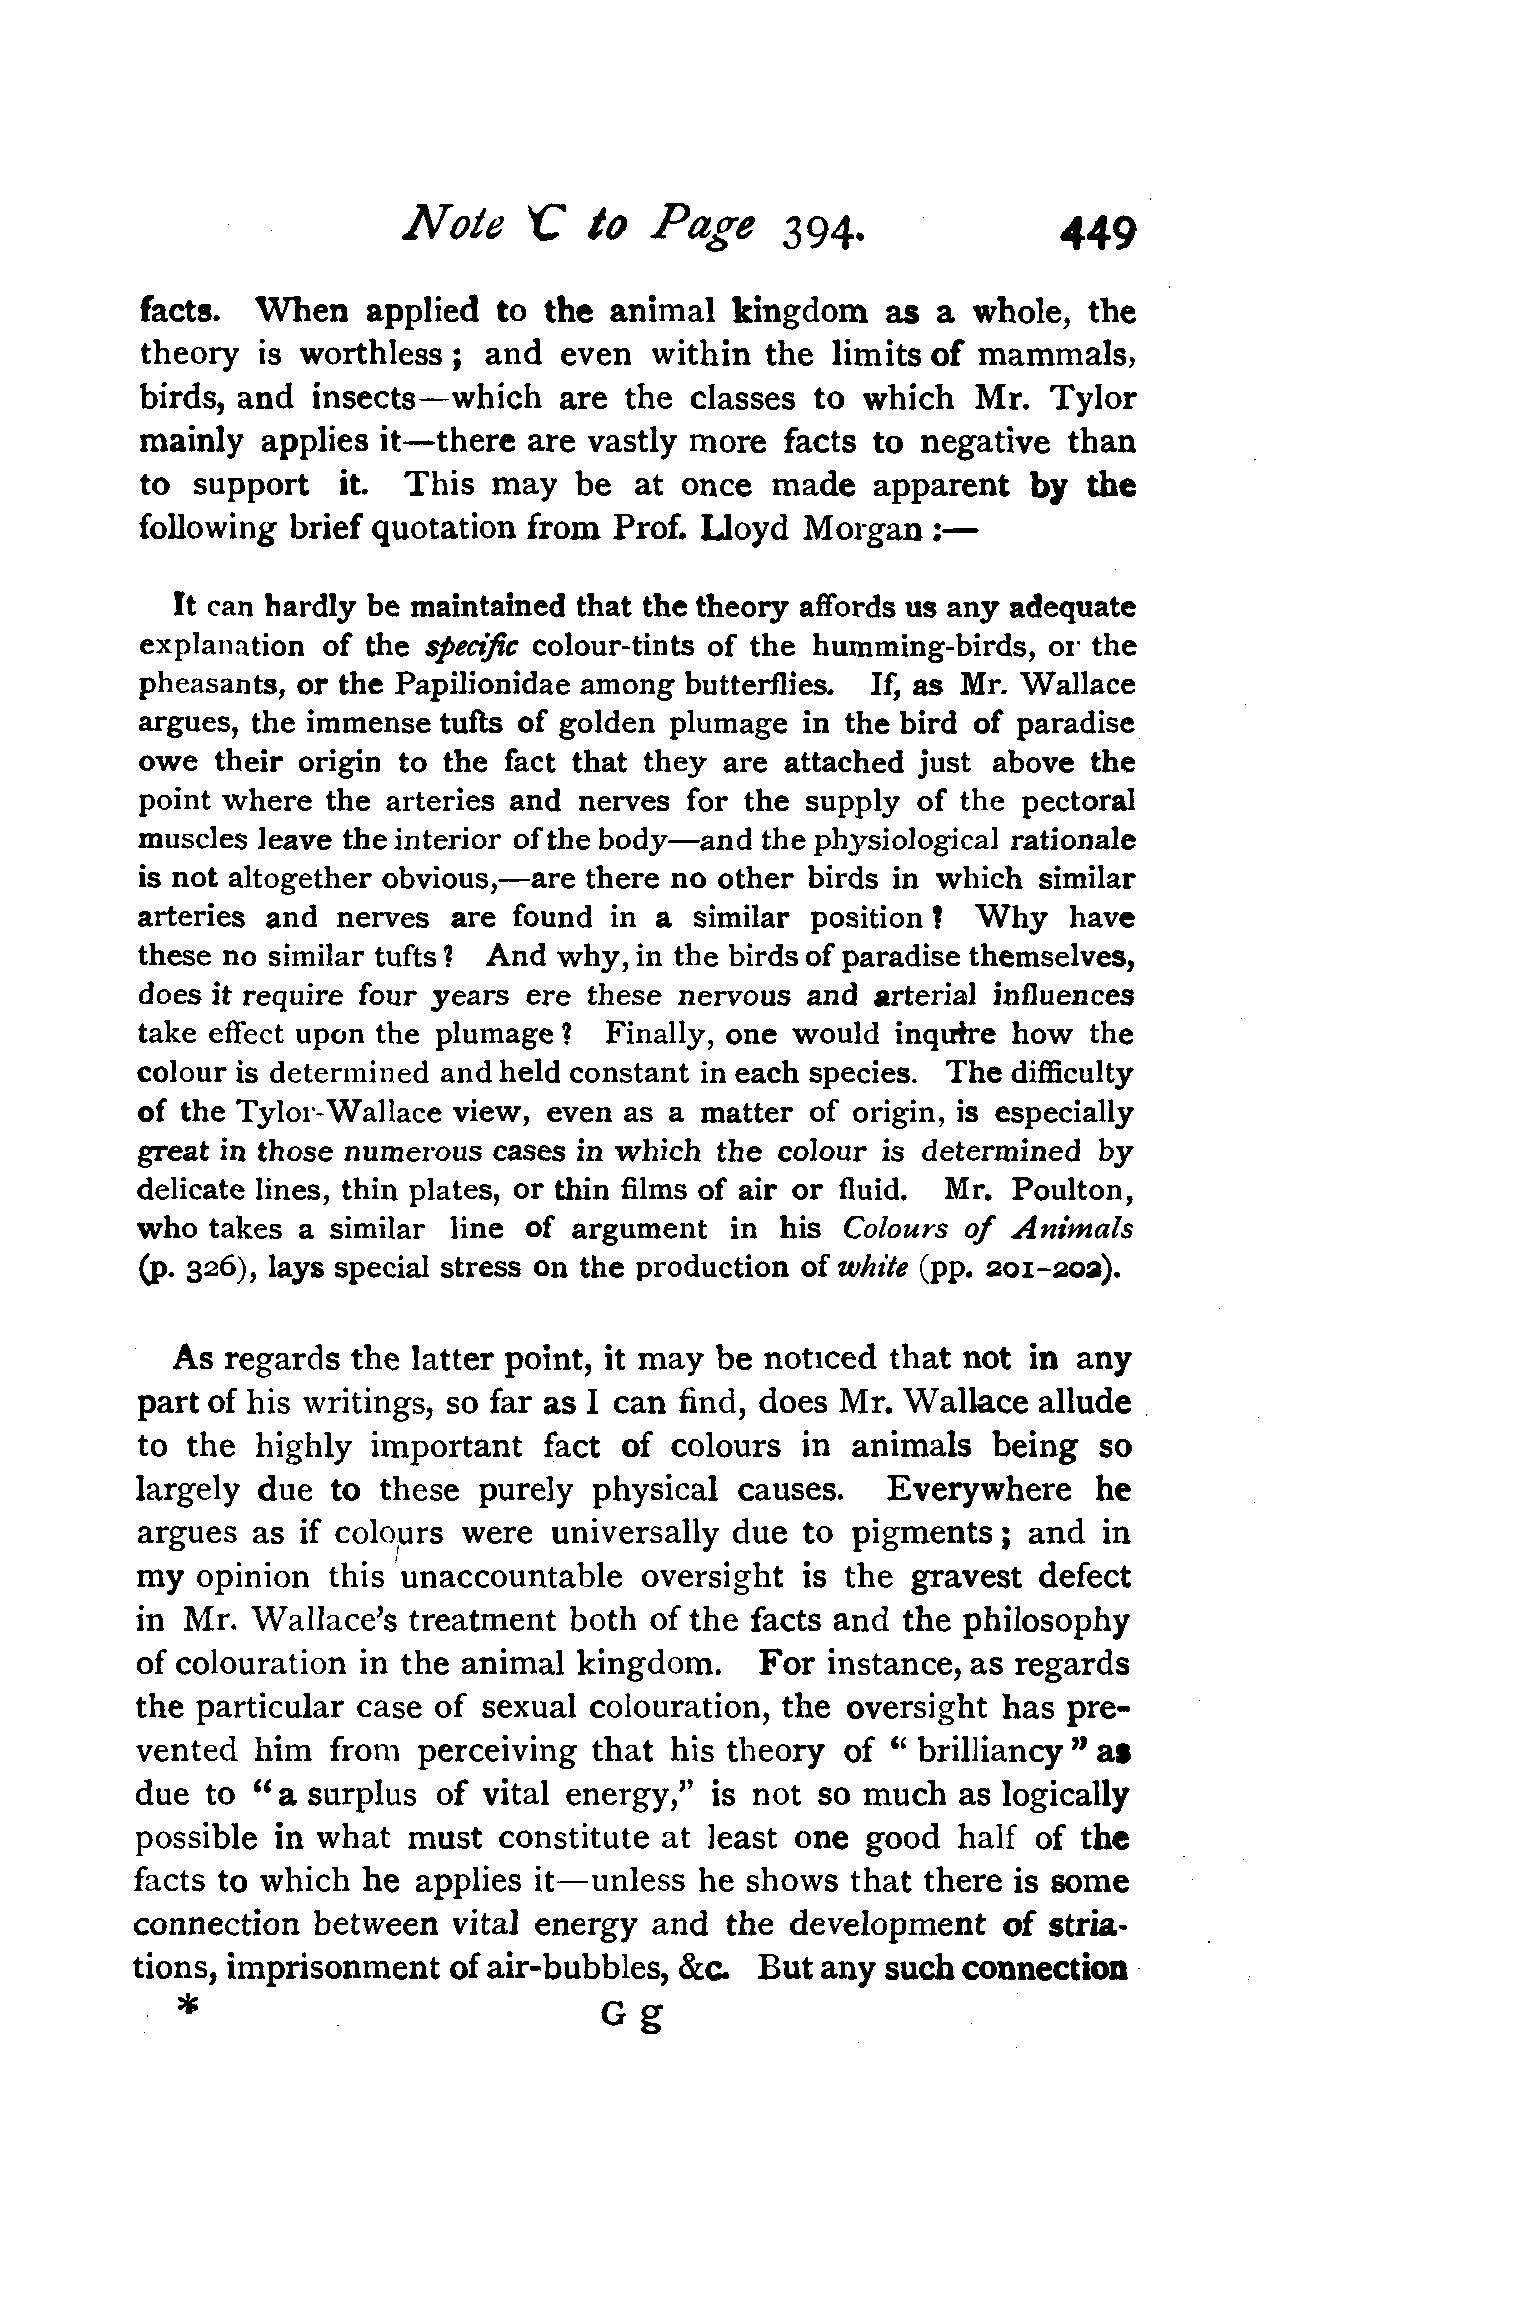 Note C to Page 394. 449
facts. When applied to the animal kingdom as a whole, the
theory is worthless; and even within the limits of mammals,
birds, and insects—which are the classes to which Mr. Tylor
mainly applies it—there are vastly more facts to negative than
to support it. This may be at once made apparent by the
following brief quotation from Prof. Lloyd Morgan :—
It can hardly be maintained that the theory affords us any adequate
explanation of the specific colour-tints of the humming-birds, or the
pheasants, or the Papilionidae among butterflies. If, as Mr. Wallace
argues, the immense tufts of golden plumage in the bird of paradise
owe their origin to the fact that they are attached just above the
point where the arteries and nerves for the supply of the pectoral
muscles leave the interior of the body—and the physiological rationale
is not altogether obvious,—are there no other birds in which similar
arteries and nerves are found in a similar position? Why have
these no similar tufts? And why, in the birds of paradise themselves,
does it require four years ere these nervous and arterial influences
take effect upon the plumage? Finally, one would inquire how the
colour is determined and held constant in each species. The difficulty
of the Tylor-Wallace view, even as a matter of origin, is especially
great in those numerous cases in which the colour is determined by
delicate lines, thin plates, or thin films of air or fluid. Mr. Poulton,
who takes a similar line of argument in his Colours of Animals
(p. 326), lays special stress on the production of white (pp. 201-202).
As regards the latter point, it may be noticed that not in any
part of his writings, so far as I can find, does Mr. Wallace allude
to the highly important fact of colours in animals being so
largely due to these purely physical causes. Everywhere he
argues as if colours were universally due to pigments; and in
my opinion this unaccountable oversight is the gravest defect
in Mr. Wallace's treatment both of the facts and the philosophy
of colouration in the animal kingdom. For instance, as regards
the particular case of sexual colouration, the oversight has pre-
vented him from perceiving that his theory of "brilliancy" as
due to "a surplus of vital energy," is not so much as logically
possible in what must constitute at least one good half of the
facts to which he applies it—unless he shows that there is some
connection between vital energy and the development of stria-
tions, imprisonment of air-bubbles, &c. But any such connection
* G g